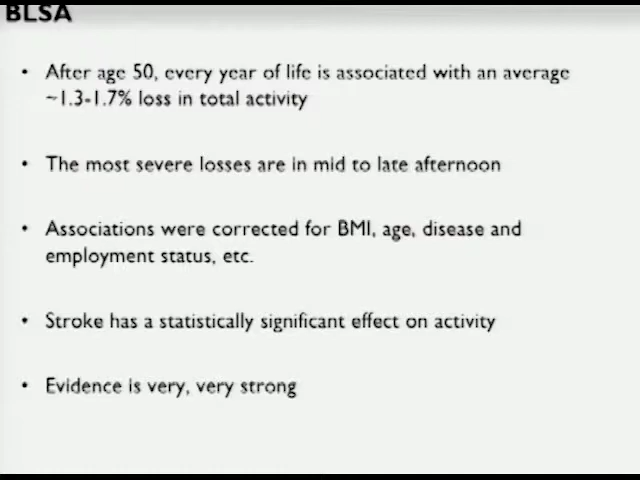 BLSA
• After age 50, every year of life is associated with an average
~1.3-1.7% loss in total activity
• The most severe losses are in mid to late afternoon
• Associations were corrected for BMI, age, disease and
employment status, etc.
• Stroke has a statistically significant effect on activity
• Evidence is very, very strong